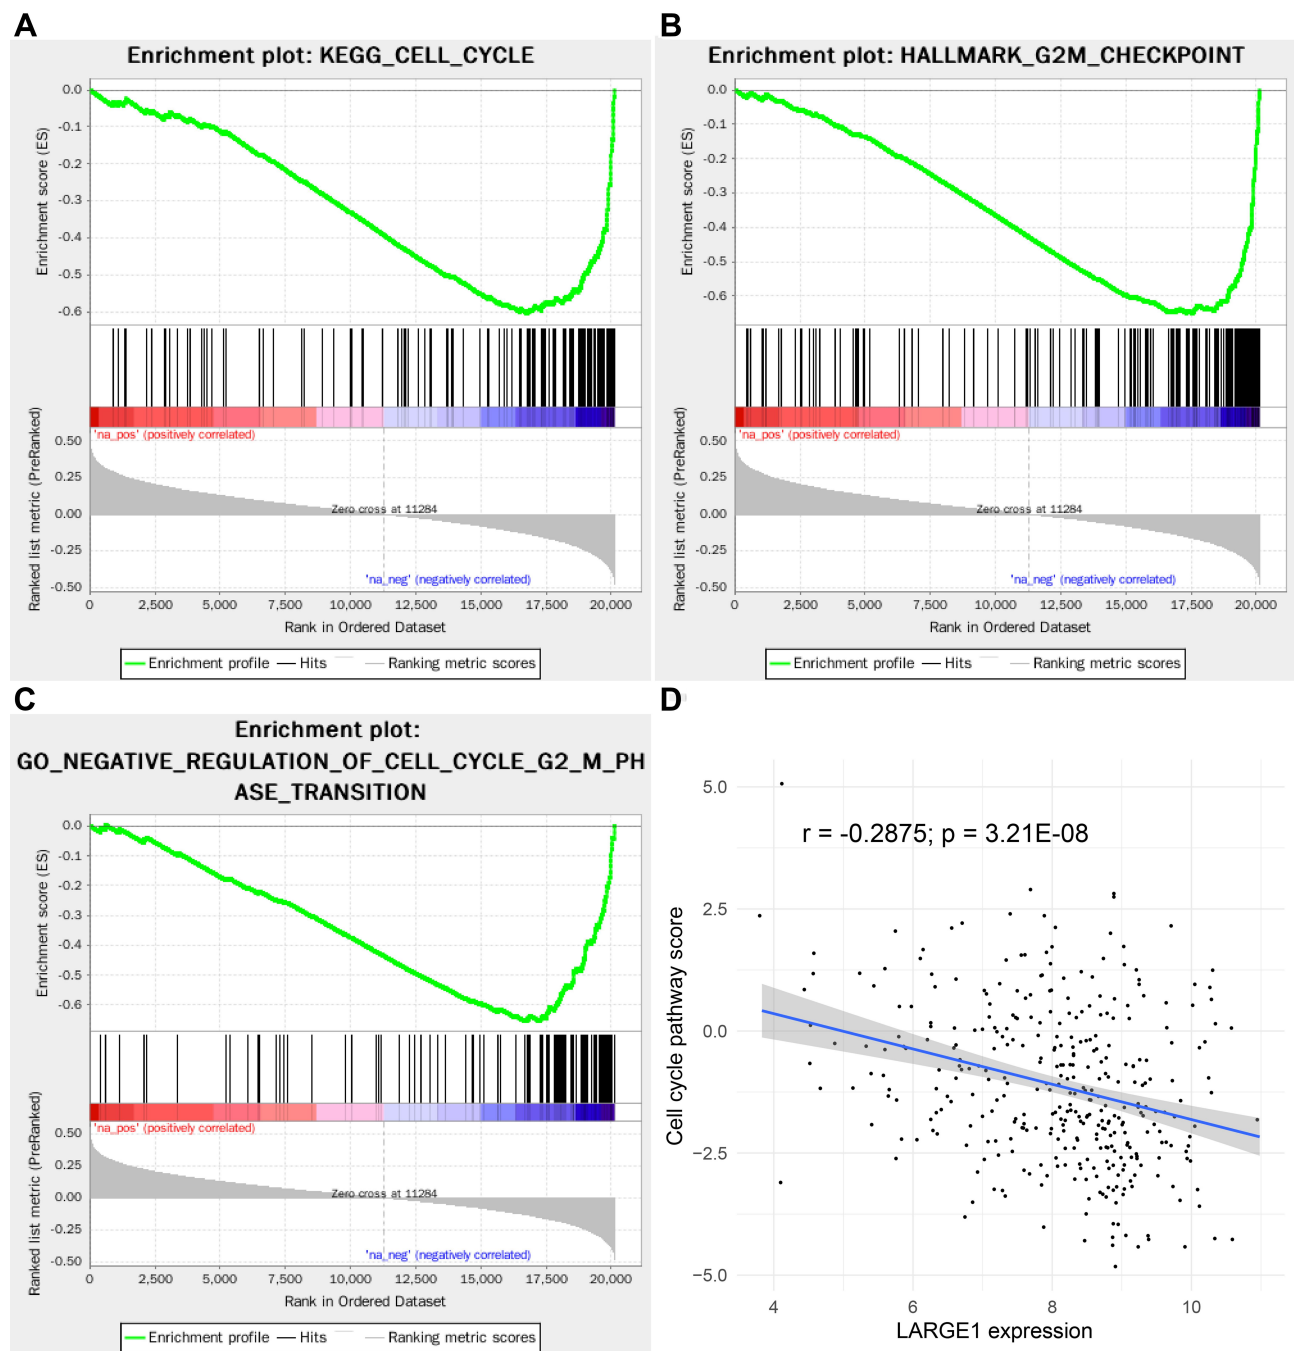 A
Enrichment plot: KEGG_CELL_CYCLE
Enrichment score (ES)
0.0
-0.1
-0.2
-0.3
-0.4
-0.5
-0.6
'na_pos' (positively correlated)
Ranked list metric (PreRanked)
0.50
0.25
0.00
-0.25
-0.50
Zero cross at 11284
'na_neg' (negatively correlated)
0 2,500 5,000 7,500 10,000 12,500 15,000 17,500 20,000
Rank in Ordered Dataset
Enrichment profile Hits Ranking metric scores
B
Enrichment plot: HALLMARK_G2M_CHECKPOINT
Enrichment score (ES)
0.0
-0.1
-0.2
-0.3
-0.4
-0.5
-0.6
'na_pos' (positively correlated)
Ranked list metric (PreRanked)
0.50
0.25
0.00
-0.25
-0.50
Zero cross at 11284
'na_neg' (negatively correlated)
0 2,500 5,000 7,500 10,000 12,500 15,000 17,500 20,000
Rank in Ordered Dataset
Enrichment profile Hits Ranking metric scores
C
Enrichment plot:
GO_NEGATIVE_REGULATION_OF_CELL_CYCLE_G2_M_PH
ASE_TRANSITION
Enrichment score (ES)
0.0
-0.1
-0.2
-0.3
-0.4
-0.5
-0.6
'na_pos' (positively correlated)
Ranked list metric (PreRanked)
0.50
0.25
0.00
-0.25
-0.50
Zero cross at 11284
'na_neg' (negatively correlated)
0 2,500 5,000 7,500 10,000 12,500 15,000 17,500 20,000
Rank in Ordered Dataset
Enrichment profile Hits Ranking metric scores
D
r = -0.2875; p = 3.21E-08
Cell cycle pathway score
5.0
2.5
0.0
−2.5
−5.0
4 6 8 10
LARGE1 expression